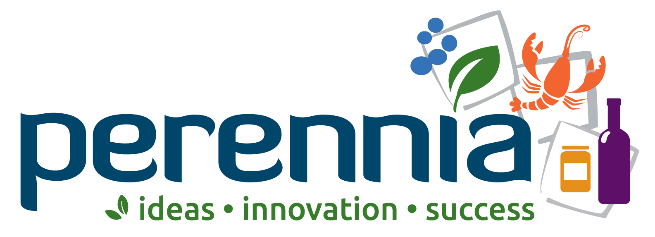 perennia
ideas • innovation • success